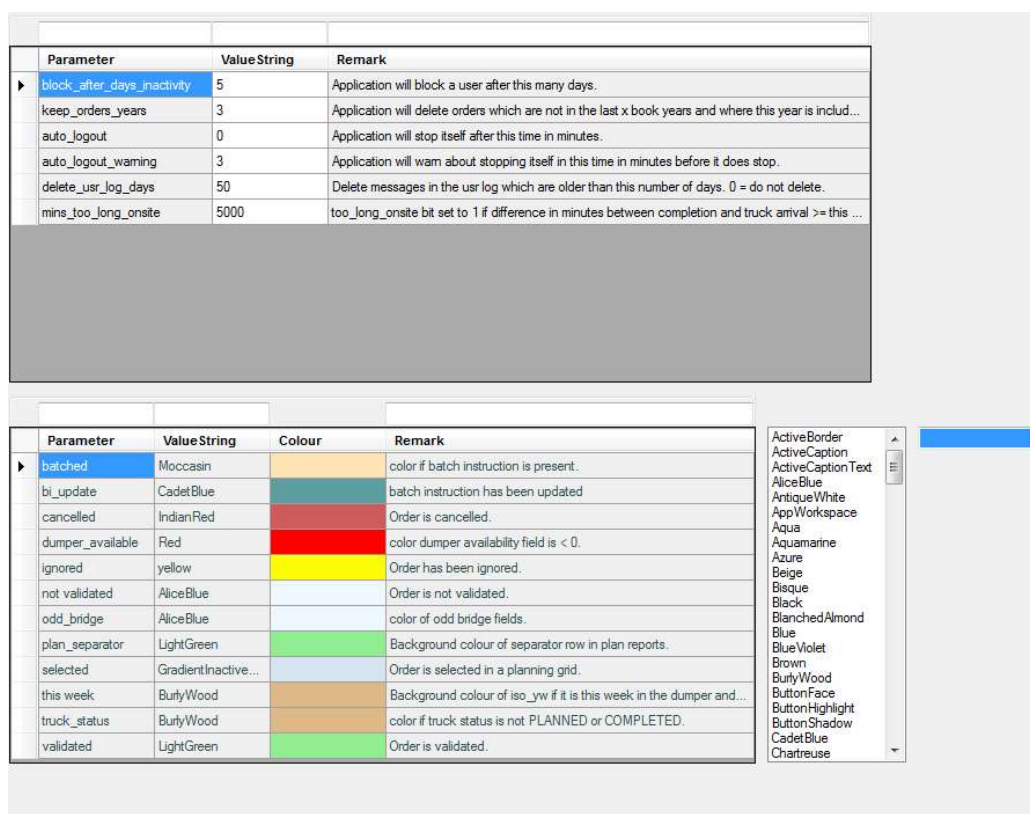 Parameter ValueString Remark
block_after_days_inactivity 5 Application will block a user after this many days.
keep_orders_years 3 Application will delete orders which are not in the last x book years and where this year is includ...
auto_logout 0 Application will stop itself after this time in minutes.
auto_logout_warning 3 Application will warn about stopping itself in this time in minutes before it does stop.
delete_usr_log_days 50 Delete messages in the usr log which are older than this number of days. 0 = do not delete.
mins_too_long_onsite 5000 too_long_onsite bit set to 1 if difference in minutes between completion and truck arrival >= this ...
Parameter ValueString Colour Remark
batched Moccasin color if batch instruction is present.
bi_update CadetBlue batch instruction has been updated
cancelled IndianRed Order is cancelled.
dumper_available Red color dumper availability field is < 0.
ignored yellow Order has been ignored.
not validated AliceBlue Order is not validated.
odd_bridge AliceBlue color of odd bridge fields.
plan_separator LightGreen Background colour of separator row in plan reports.
selected GradientInactive... Order is selected in a planning grid.
this week BurlyWood Background colour of iso_yw if it is this week in the dumper and...
truck_status BurlyWood color if truck status is not PLANNED or COMPLETED.
validated LightGreen Order is validated.
ActiveBorder
ActiveCaption
ActiveCaptionText
AliceBlue
AntiqueWhite
AppWorkspace
Aqua
Aquamarine
Azure
Beige
Bisque
Black
BlanchedAlmond
Blue
BlueViolet
Brown
BurlyWood
ButtonFace
ButtonHighlight
ButtonShadow
CadetBlue
Chartreuse